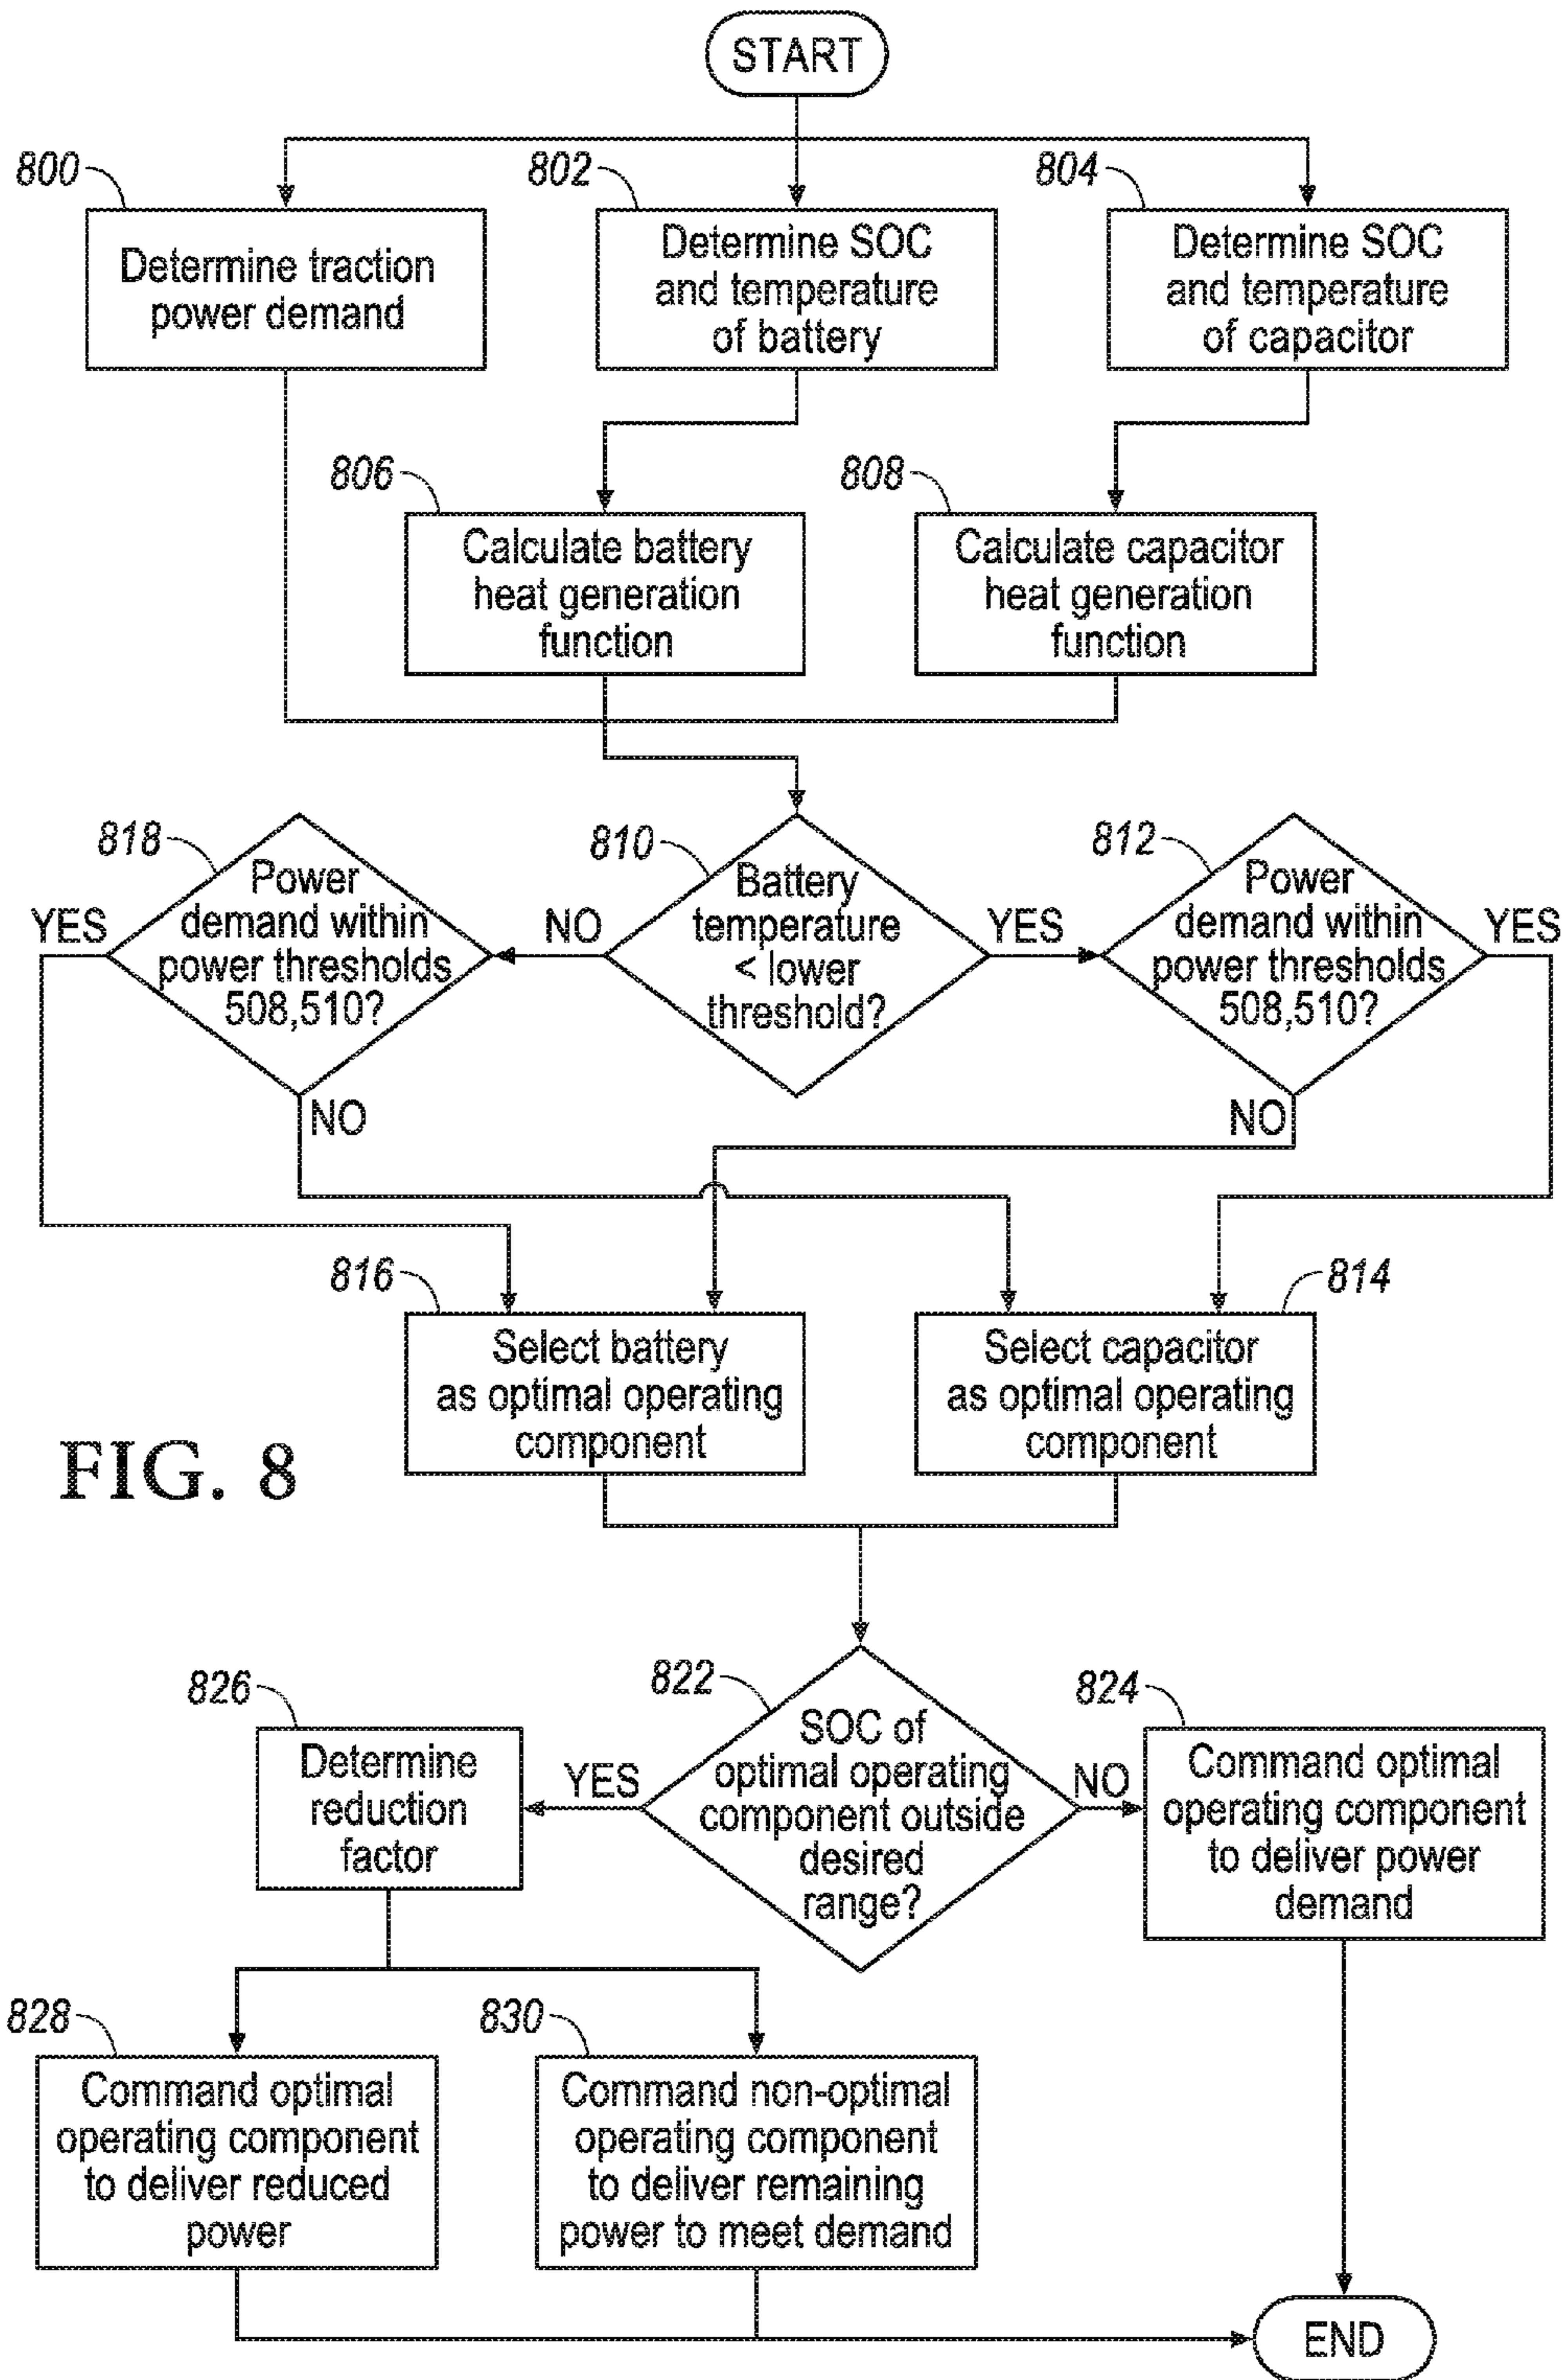 START
800
802
804
Determine traction
power demand
Determine SOC
and temperature
of battery
Determine SOC
and temperature
of capacitor
806
808
Calculate battery
heat generation
function
Calculate capacitor
heat generation
function
818
810
812
Power
demand within
power thresholds
508,510?
Battery
temperature
< lower
threshold?
Power
demand within
power thresholds
508,510?
YES
NO
YES
YES
NO
NO
816
814
Select battery
as optimal operating
component
Select capacitor
as optimal operating
component
FIG. 8
826
822
824
Determine
reduction
factor
YES
SOC of
optimal operating
component outside
desired
range?
NO
Command optimal
operating component
to deliver power
demand
828
830
Command optimal
operating component
to deliver reduced
power
Command non-optimal
operating component
to deliver remaining
power to meet demand
END